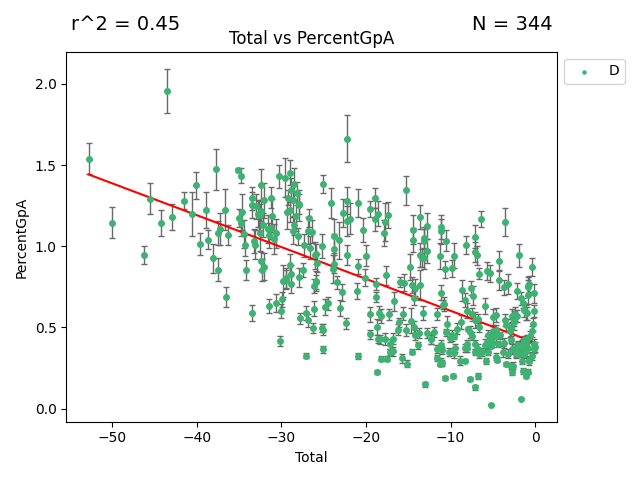 r^2 = 0.45
N = 344
Total vs PercentGpA
D
PercentGpA
2.0
1.5
1.0
0.5
0.0
−50
−40
−30
−20
−10
0
Total